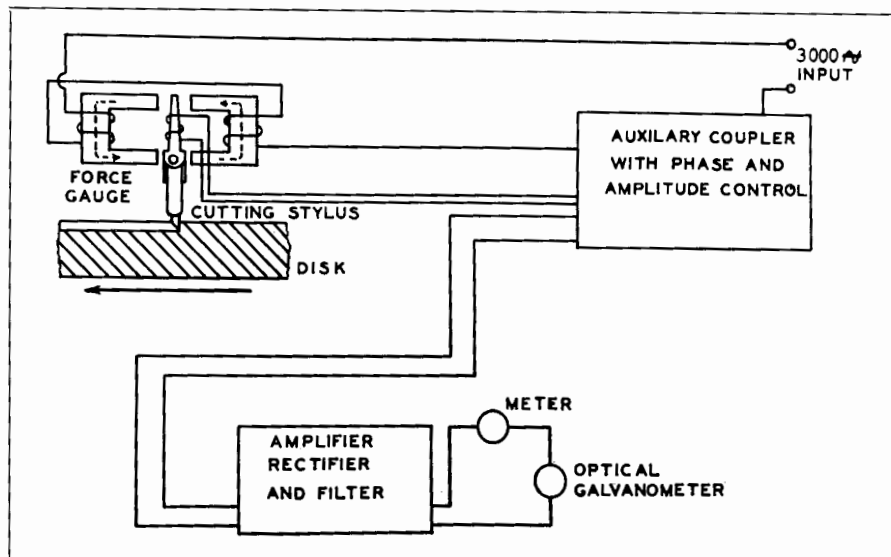 3000 ~
INPUT
AUXILARY COUPLER
WITH PHASE AND
AMPLITUDE CONTROL
FORCE
GAUGE
CUTTING STYLUS
DISK
METER
AMPLIFIER
RECTIFIER
AND FILTER
OPTICAL
GALVANOMETER